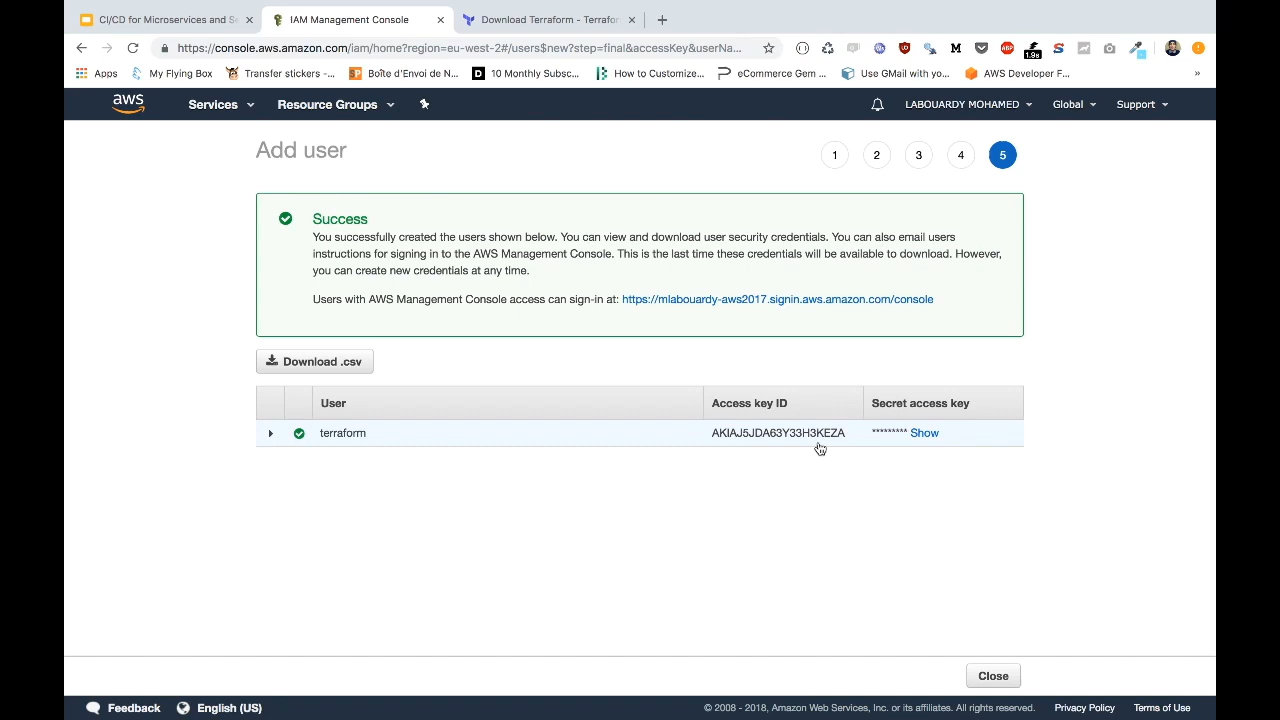 CI/CD for Microservices and Se
IAM Management Console
Download Terraform - Terrafor
https://console.aws.amazon.com/iam/home?region=eu-west-2#/users$new?step=final&accessKey&userNa...
1.9s
Apps
My Flying Box
Transfer stickers -...
Boîte d'Envoi de N...
10 Monthly Subsc...
How to Customize...
eCommerce Gem ...
Use GMail with yo...
AWS Developer F...
aws
Services
Resource Groups
LABOUARDY MOHAMED
Global
Support
Add user
1 2 3 4 5
Success
You successfully created the users shown below. You can view and download user security credentials. You can also email users
instructions for signing in to the AWS Management Console. This is the last time these credentials will be available to download. However,
you can create new credentials at any time.
Users with AWS Management Console access can sign-in at: https://mlabouardy-aws2017.signin.aws.amazon.com/console
Download .csv
User Access key ID Secret access key
terraform AKIAJ5JDA63Y33H3KEZA ********* Show
Close
Feedback English (US) © 2008 - 2018, Amazon Web Services, Inc. or its affiliates. All rights reserved. Privacy Policy Terms of Use